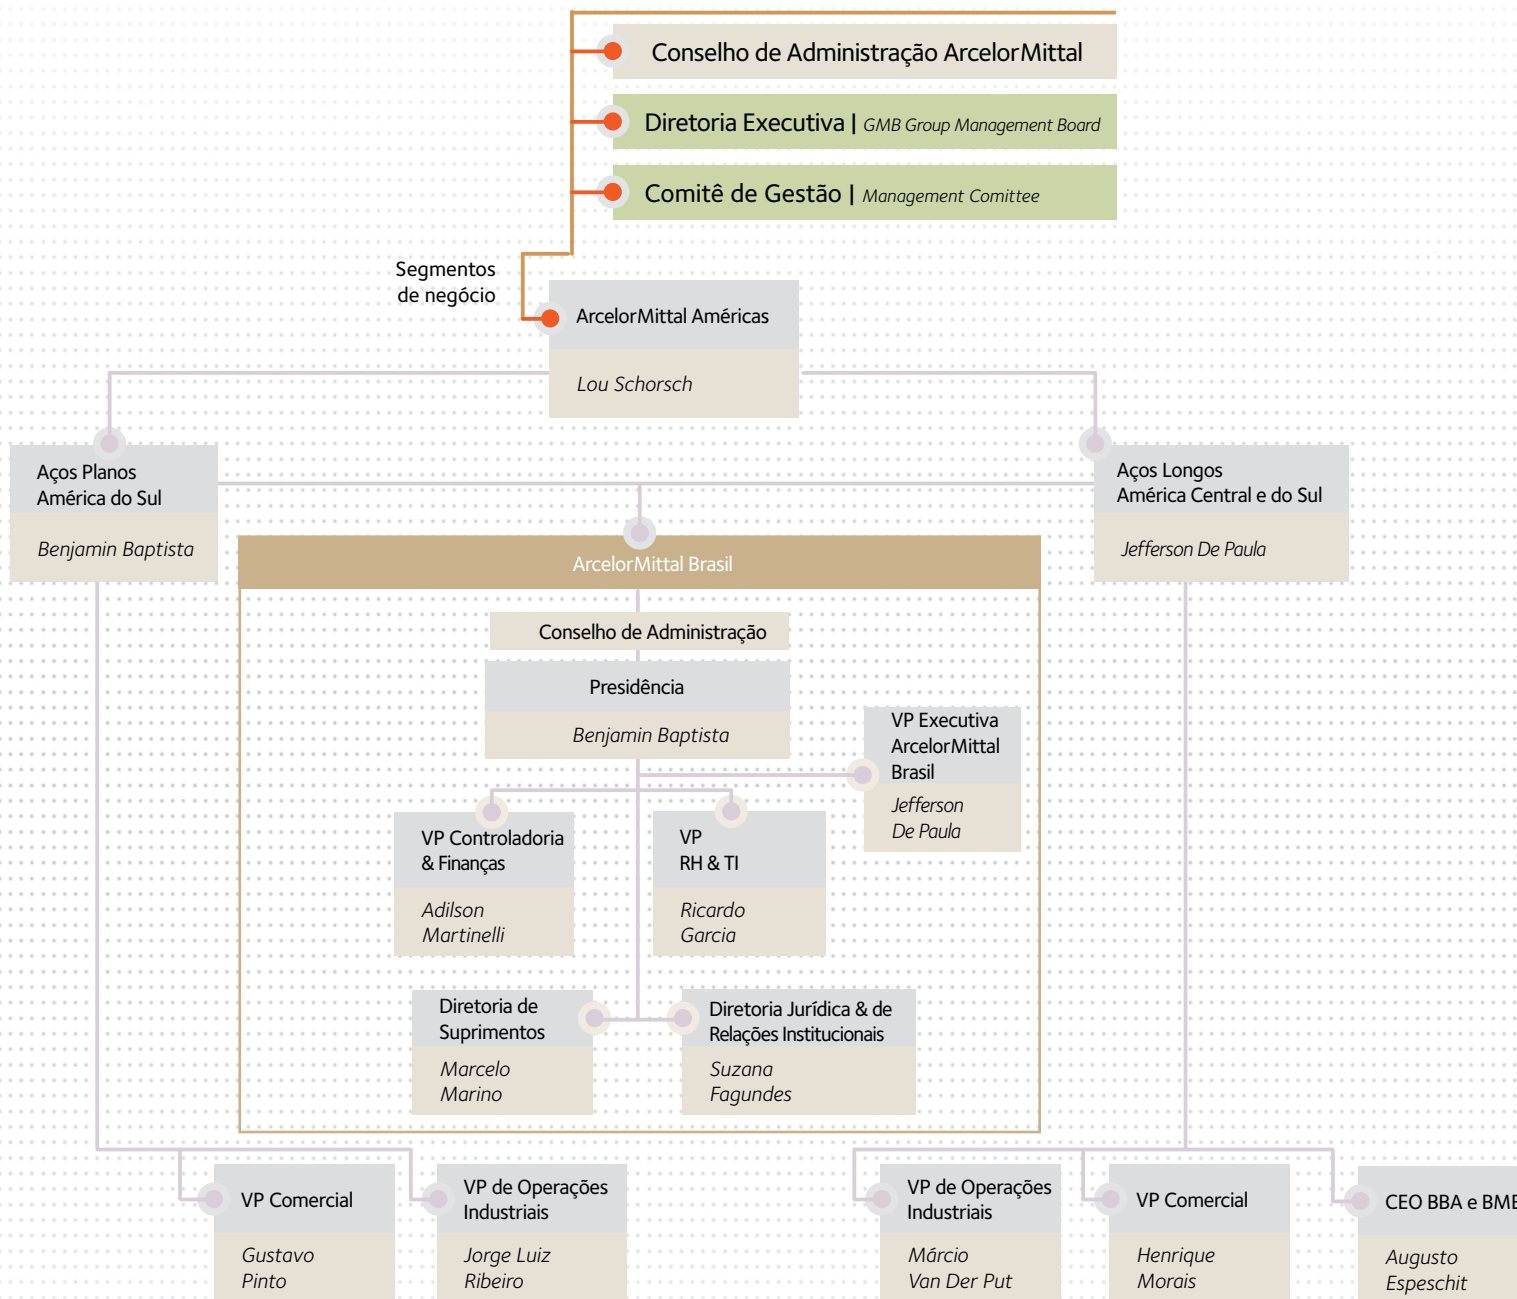 Conselho de Administração ArcelorMittal
Diretoria Executiva | GMB Group Management Board
Comitê de Gestão | Management Comittee
Segmentos
de negócio
ArcelorMittal Américas
Lou Schorsch
Aços Planos
América do Sul
Benjamin Baptista
Aços Longos
América Central e do Sul
Jefferson De Paula
ArcelorMittal Brasil
Conselho de Administração
Presidência
Benjamin Baptista
VP Executiva
ArcelorMittal
Brasil
Jefferson
De Paula
VP Controladoria
& Finanças
Adilson
Martinelli
VP
RH & TI
Ricardo
Garcia
Diretoria de
Suprimentos
Marcelo
Marino
Diretoria Jurídica & de
Relações Institucionais
Suzana
Fagundes
VP Comercial
Gustavo
Pinto
VP de Operações
Industriais
Jorge Luiz
Ribeiro
VP de Operações
Industriais
Márcio
Van Der Put
VP Comercial
Henrique
Morais
CEO BBA e BME
Augusto
Espeschit